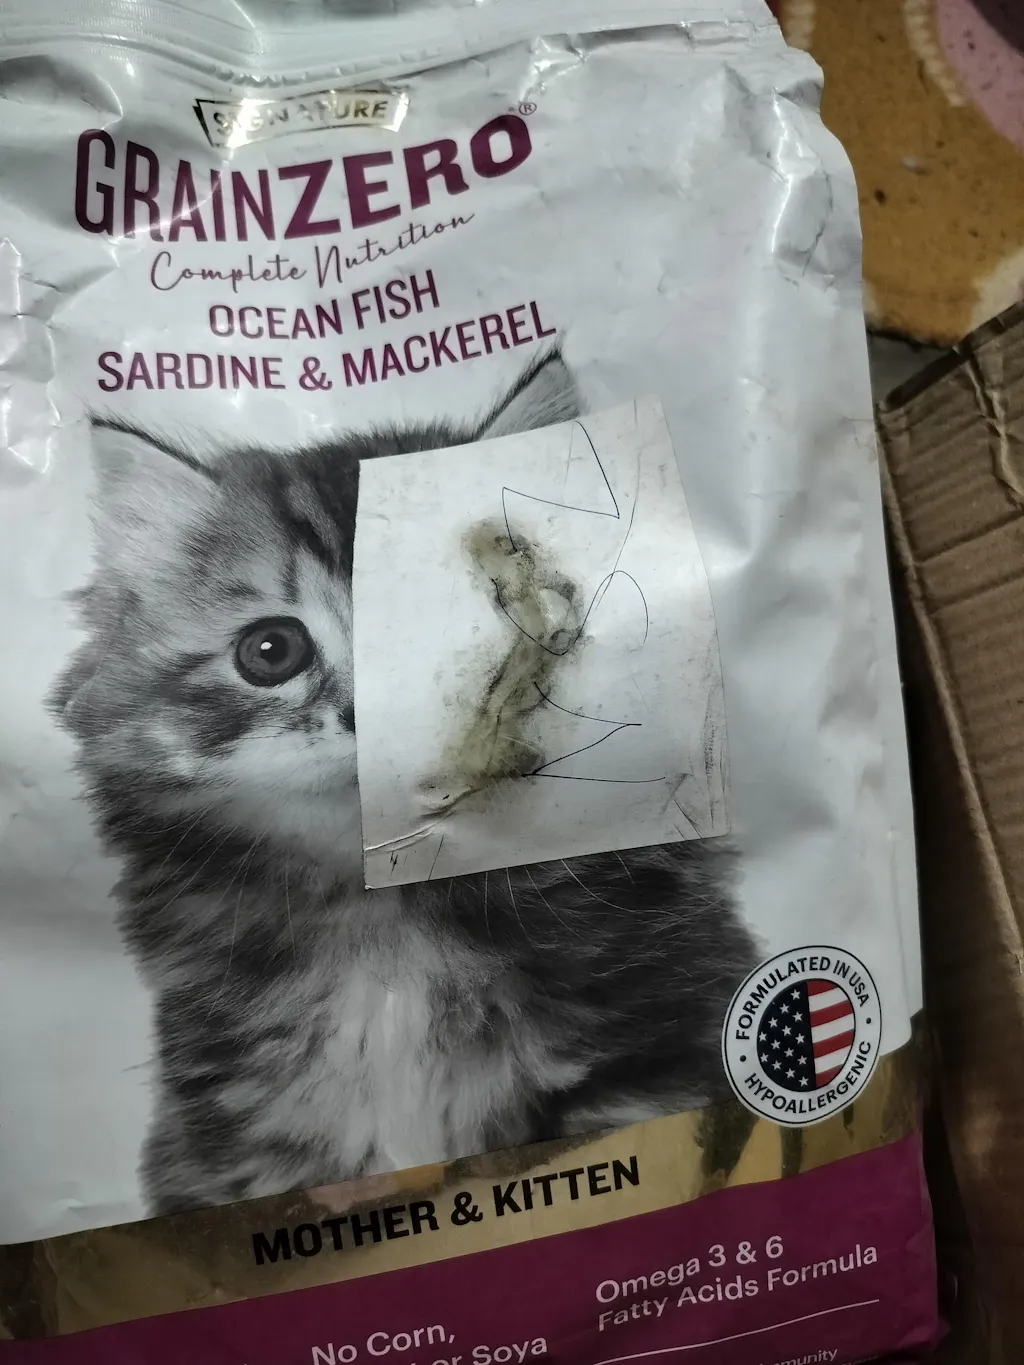 SIGNATURE
GRAINZERO®
Complete Nutrition
OCEAN FISH
SARDINE & MACKEREL
FORMULATED IN USA
HYPOALLERGENIC
MOTHER & KITTEN
Omega 3 & 6
Fatty Acids Formula
No Corn,
or Soya